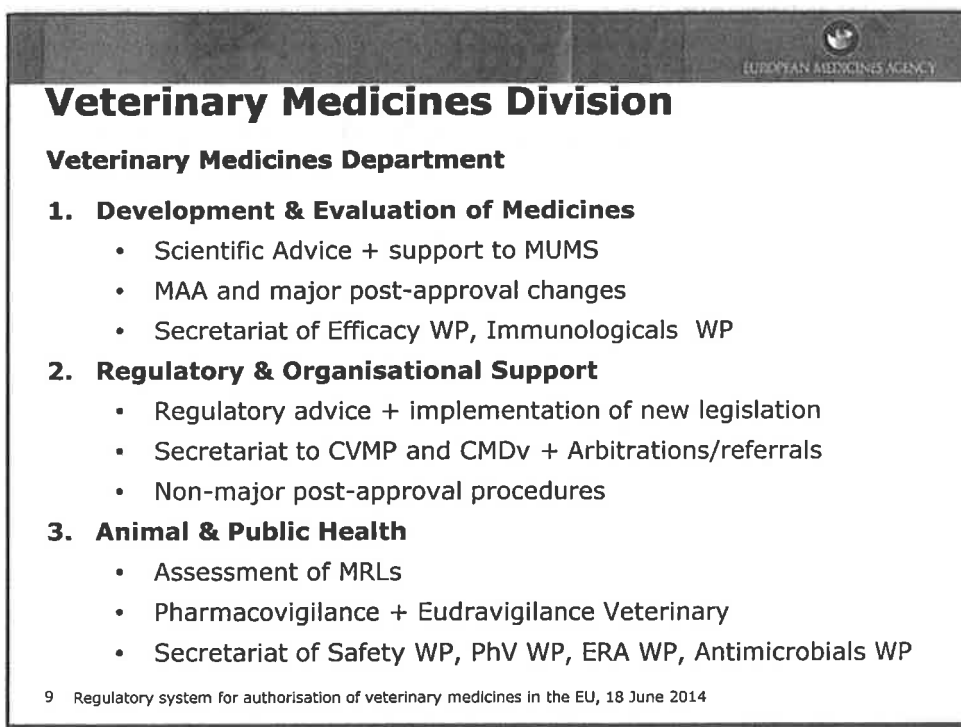 EUROPEAN MEDICINES AGENCY
Veterinary Medicines Division
Veterinary Medicines Department
1. Development & Evaluation of Medicines
• Scientific Advice + support to MUMS
• MAA and major post-approval changes
• Secretariat of Efficacy WP, Immunologicals WP
2. Regulatory & Organisational Support
• Regulatory advice + implementation of new legislation
• Secretariat to CVMP and CMDv + Arbitrations/referrals
• Non-major post-approval procedures
3. Animal & Public Health
• Assessment of MRLs
• Pharmacovigilance + Eudravigilance Veterinary
• Secretariat of Safety WP, PhV WP, ERA WP, Antimicrobials WP
9 Regulatory system for authorisation of veterinary medicines in the EU, 18 June 2014